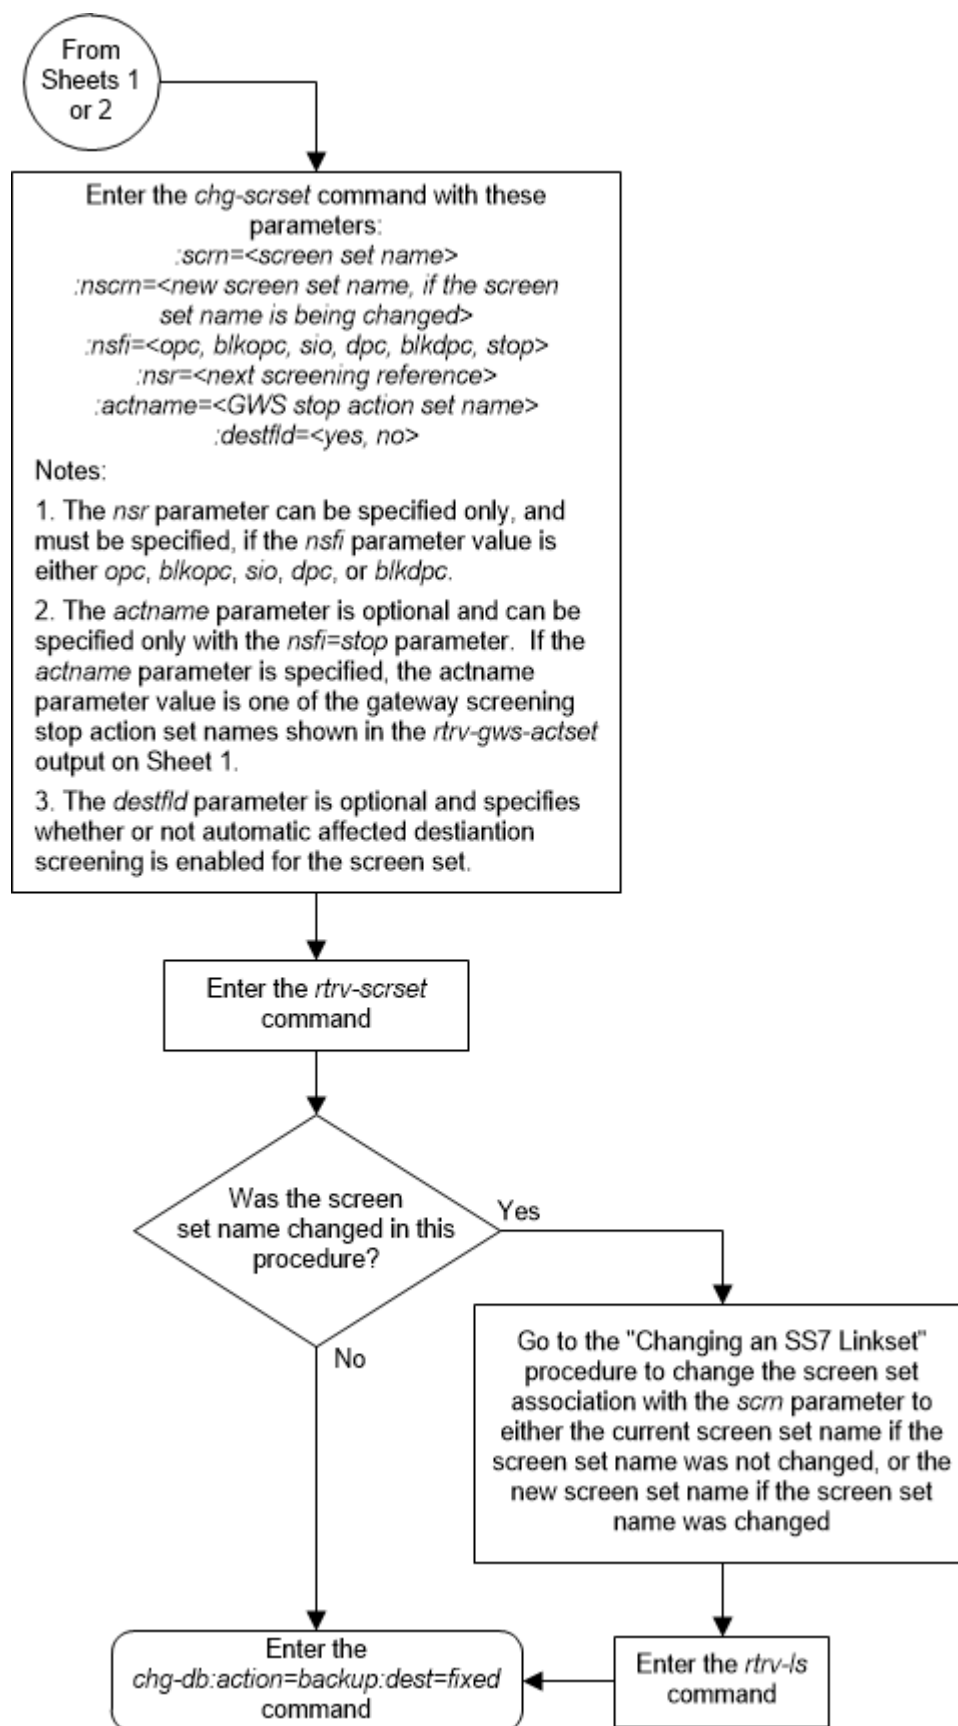 From
Sheets 1
or 2
Enter the chg-scrset command with these
parameters:
:scrn=<screen set name>
:nscrn=<new screen set name, if the screen
set name is being changed>
:nsfi=<opc, blkopc, sio, dpc, blkdpc, stop>
:nsr=<next screening reference>
:actname=<GWS stop action set name>
:destfld=<yes, no>
Notes:
1. The nsr parameter can be specified only, and
must be specified, if the nsfi parameter value is
either opc, blkopc, sio, dpc, or blkdpc.
2. The actname parameter is optional and can be
specified only with the nsfi=stop parameter. If the
actname parameter is specified, the actname
parameter value is one of the gateway screening
stop action set names shown in the rtrv-gws-actset
output on Sheet 1.
3. The destfld parameter is optional and specifies
whether or not automatic affected destiantion
screening is enabled for the screen set.
Enter the rtrv-scrset
command
Was the screen
set name changed in this
procedure?
Yes
No
Go to the "Changing an SS7 Linkset"
procedure to change the screen set
association with the scrn parameter to
either the current screen set name if the
screen set name was not changed, or the
new screen set name if the screen set
name was changed
Enter the
chg-db:action=backup:dest=fixed
command
Enter the rtrv-ls
command